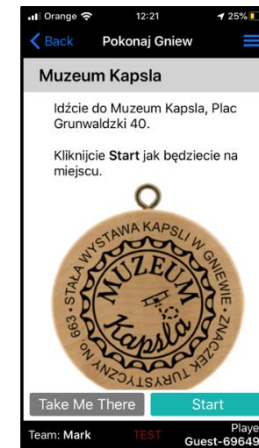 Orange 12:21 25%
Back Pokonaj Gniew
Muzeum Kapsla
Idźcie do Muzeum Kapsla, Plac
Grunwaldzki 40.
Kliknijcie Start jak będziecie na
miejscu.
STAŁA WYSTAWA KAPSLI W GNIEWIE
MUZEUM
Kapsla
No. 663 • ZNACZEK TURYSTYCZNY
Take Me There Start
Team: Mark TEST Playe
Guest-69649